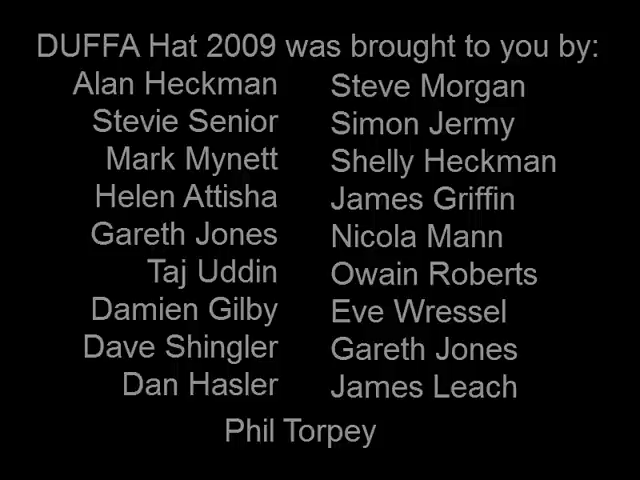 DUFFA Hat 2009 was brought to you by:
Alan Heckman
Stevie Senior
Mark Mynett
Helen Attisha
Gareth Jones
Taj Uddin
Damien Gilby
Dave Shingler
Dan Hasler
Steve Morgan
Simon Jermy
Shelly Heckman
James Griffin
Nicola Mann
Owain Roberts
Eve Wressel
Gareth Jones
James Leach
Phil Torpey